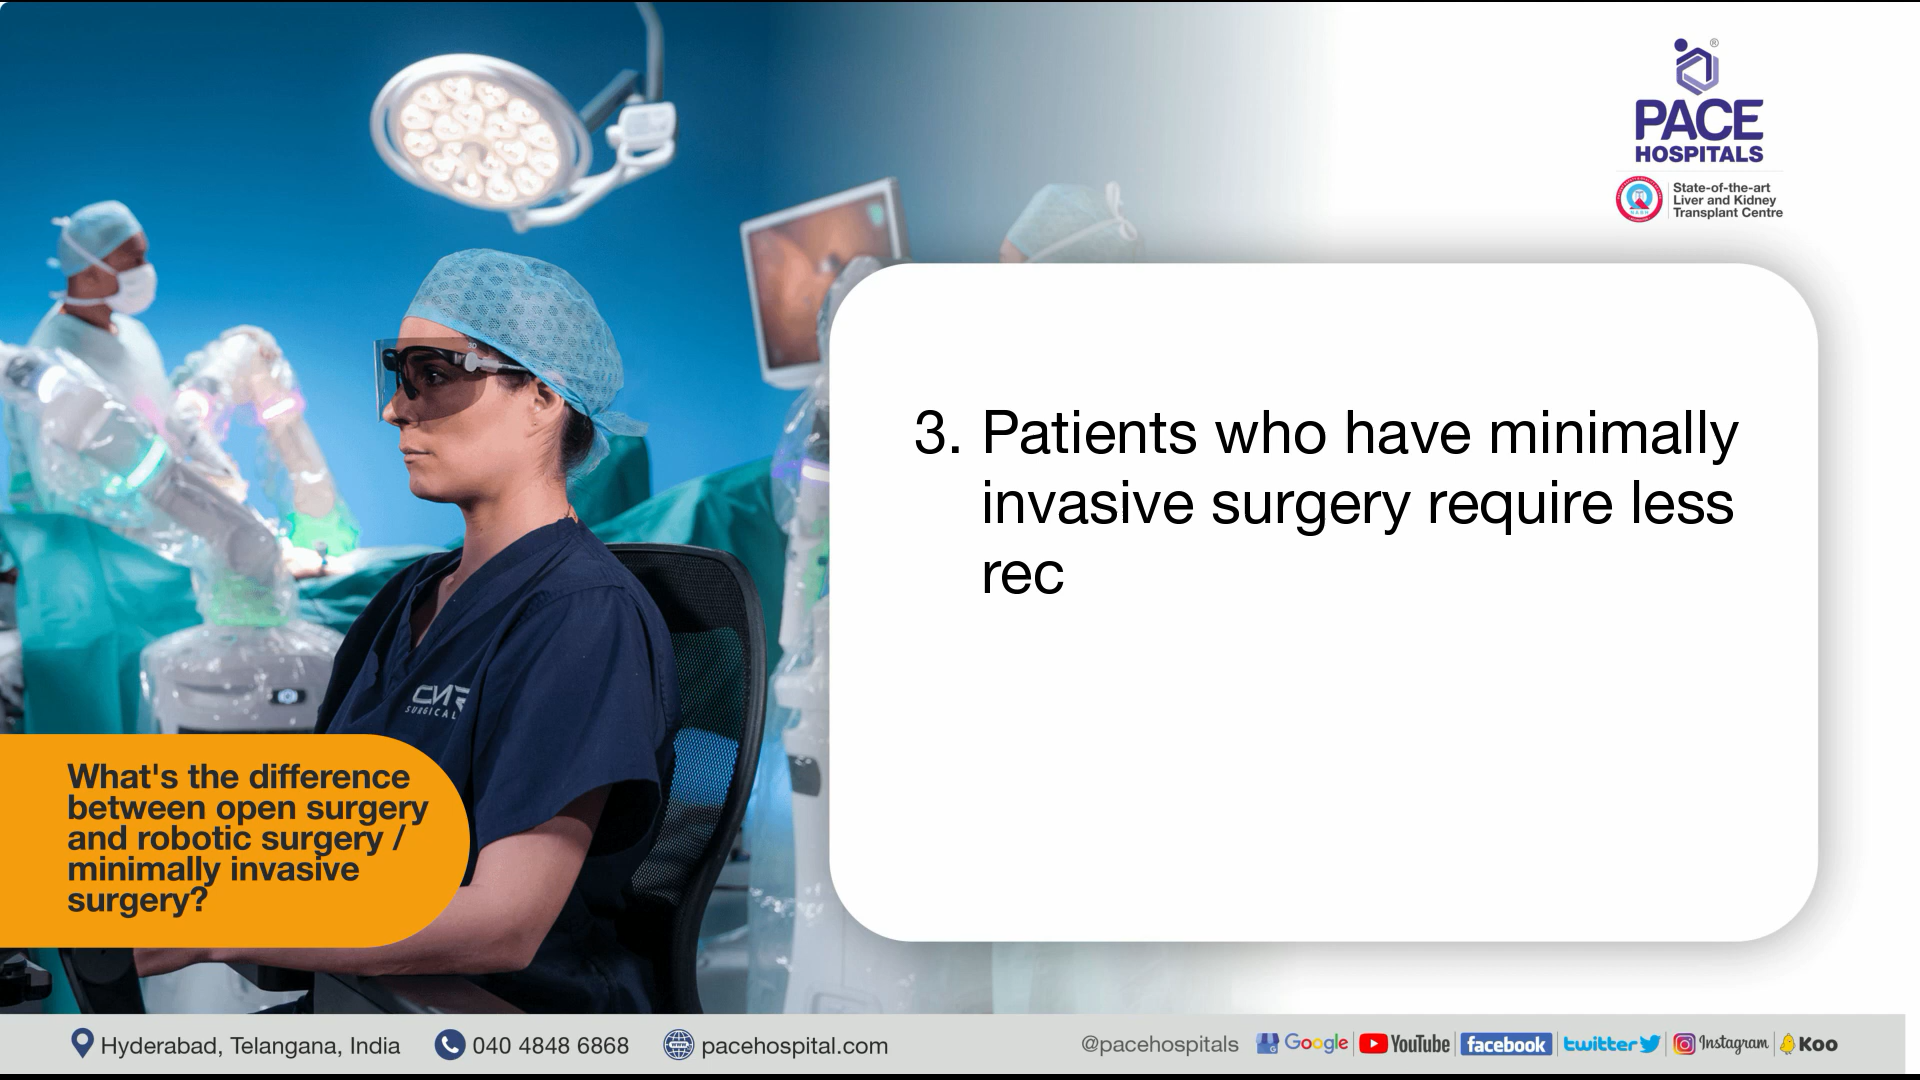 PACE
HOSPITALS
State-of-the-art
Liver and Kidney
Transplant Centre
3. Patients who have minimally
invasive surgery require less
rec
CMR
SURGICAL
What's the difference
between open surgery
and robotic surgery /
minimally invasive
surgery?
Hyderabad, Telangana, India
040 4848 6868
pacehospital.com
@pacehospitals
Google
YouTube
facebook
twitter
Instagram
Koo